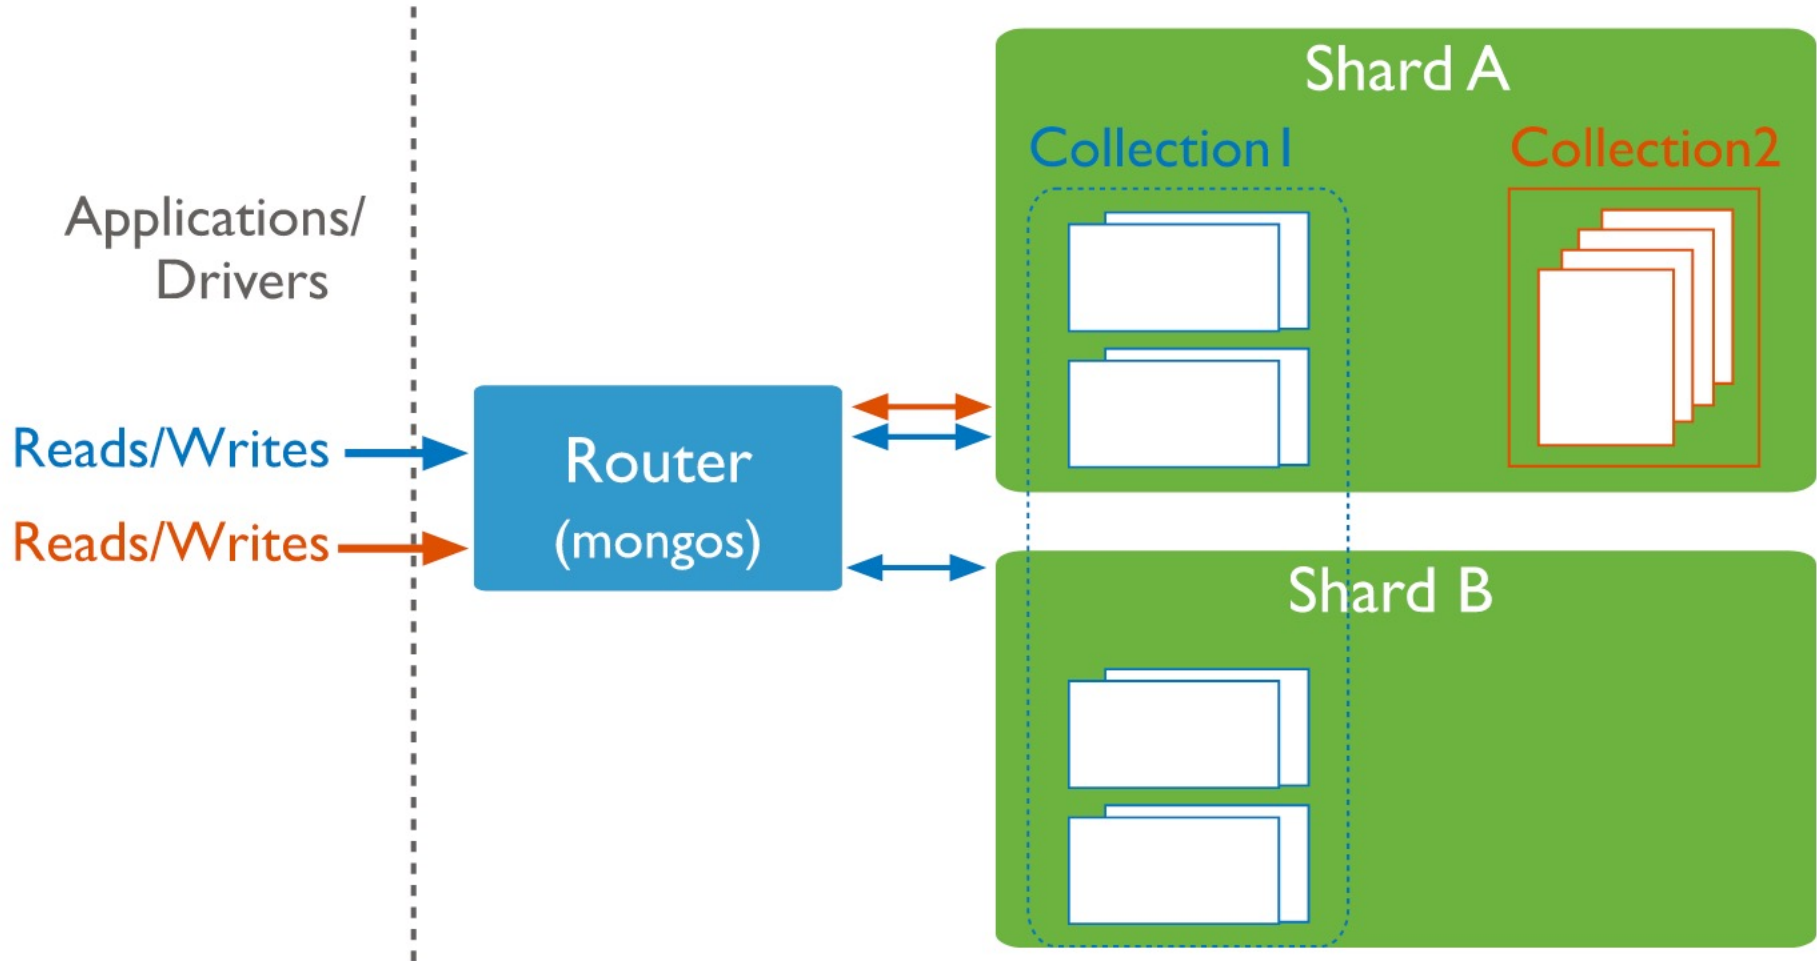 Applications/
Drivers
Reads/Writes
Reads/Writes
Router
(mongos)
Shard A
Collection1
Collection2
Shard B